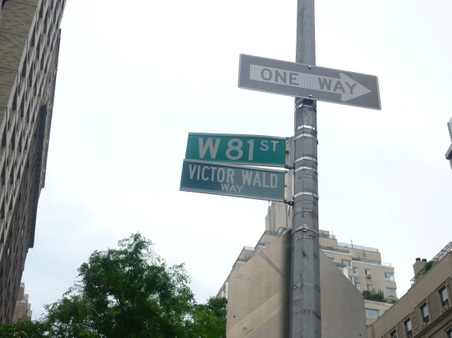 ONE WAY
W 81 ST
VICTOR WALD
WAY